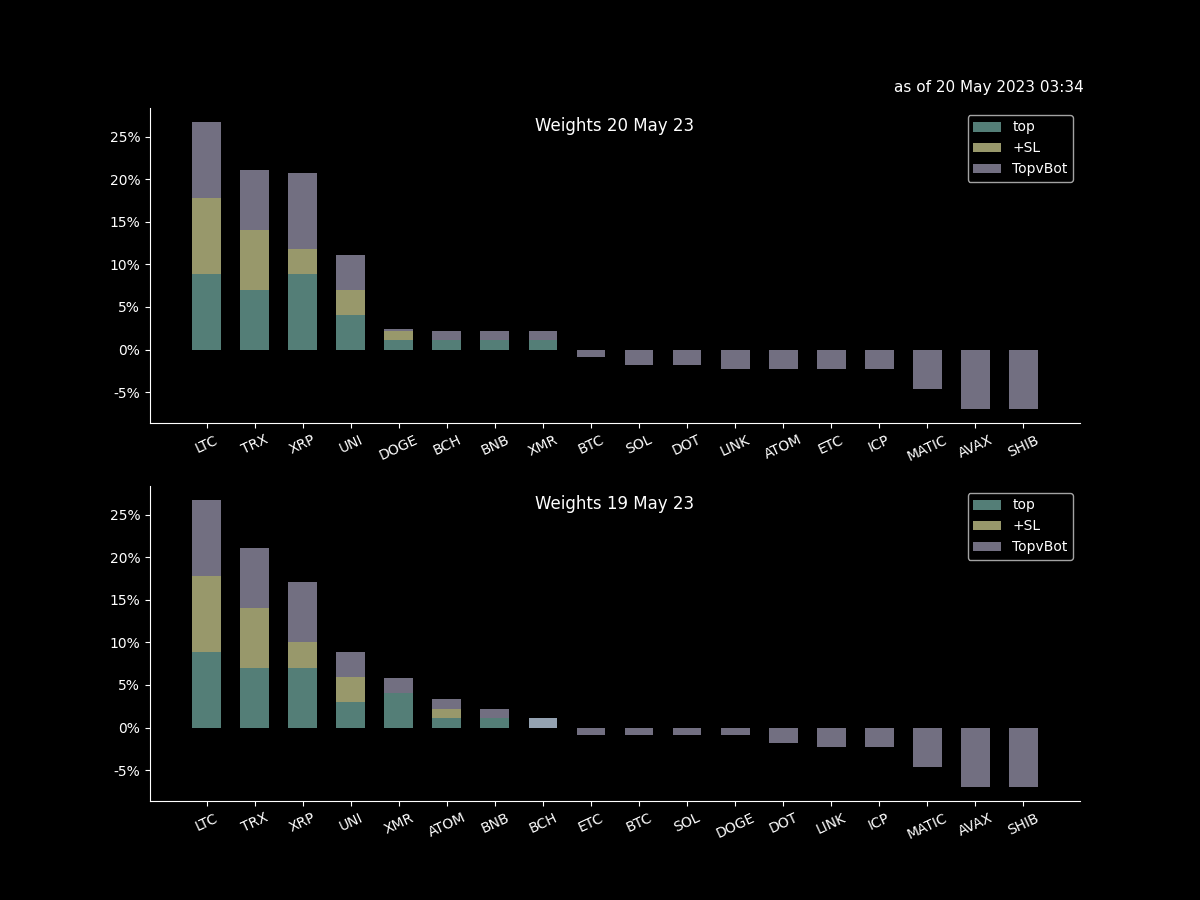 as of 20 May 2023 03:34
Weights 20 May 23
top
+SL
TopvBot
25%
20%
15%
10%
5%
0%
-5%
LTC TRX XRP UNI DOGE BCH BNB XMR BTC SOL DOT LINK ATOM ETC ICP MATIC AVAX SHIB
Weights 19 May 23
top
+SL
TopvBot
25%
20%
15%
10%
5%
0%
-5%
LTC TRX XRP UNI XMR ATOM BNB BCH ETC BTC SOL DOGE DOT LINK ICP MATIC AVAX SHIB